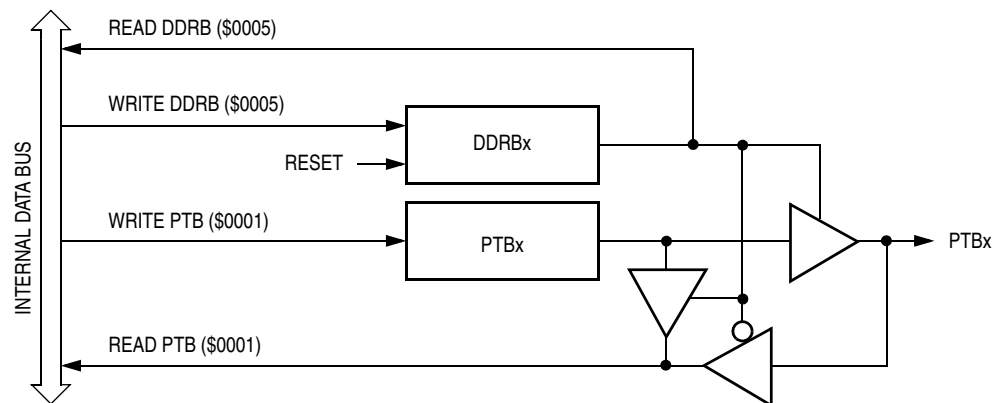 READ DDRB ($0005)
WRITE DDRB ($0005)
DDRBx
RESET
INTERNAL DATA BUS
WRITE PTB ($0001)
PTBx
PTBx
READ PTB ($0001)